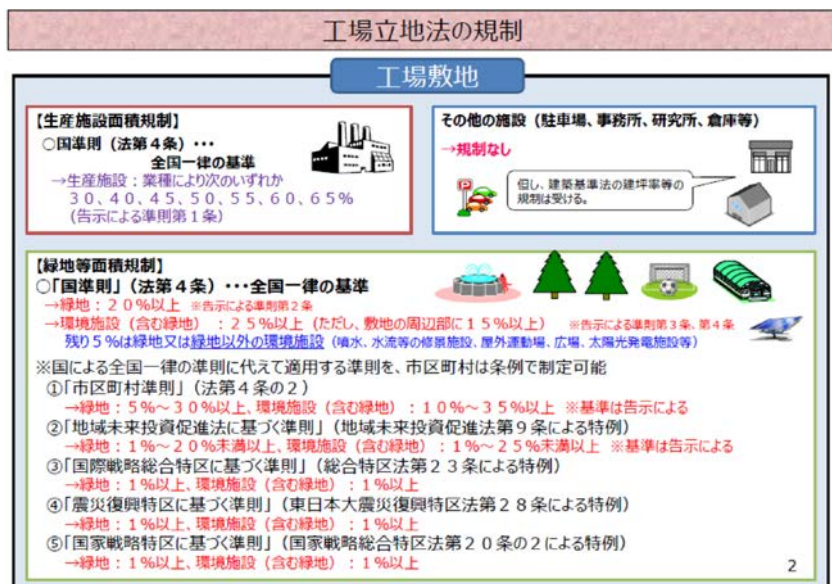 工場立地法の規制
工場敷地
【生産施設面積規制】
○国準則（法第４条）･･･
全国一律の基準
→生産施設：業種により次のいずれか
３０、４０、４５、５０、５５、６０、６５％
（告示による準則第１条）
その他の施設（駐車場、事務所、研究所、倉庫等）
→規制なし
P
但し、建築基準法の建坪率等の
規制は受ける。
【緑地等面積規制】
○「国準則」（法第４条）･･･全国一律の基準
→緑地：２０％以上 ※告示による準則第２条
→環境施設（含む緑地）：２５％以上（ただし、敷地の周辺部に１５％以上） ※告示による準則第３条、第４条
残り５％は緑地又は緑地以外の環境施設（噴水、水流等の修景施設、屋外運動場、広場、太陽光発電施設等）
※国による全国一律の準則に代えて適用する準則を、市区町村は条例で制定可能
①「市区町村準則」（法第４条の２）
→緑地：５％～３０％以上、環境施設（含む緑地）：１０％～３５％以上 ※基準は告示による
②「地域未来投資促進法に基づく準則」（地域未来投資促進法第９条による特例）
→緑地：１％～２０％未満以上、環境施設（含む緑地）：１％～２５％未満以上 ※基準は告示による
③「国際戦略総合特区に基づく準則」（総合特区法第２３条による特例）
→緑地：１％以上、環境施設（含む緑地）：１％以上
④「震災復興特区に基づく準則」（東日本大震災復興特区法第２８条による特例）
→緑地：１％以上、環境施設（含む緑地）：１％以上
⑤「国家戦略特区に基づく準則」（国家戦略総合特区法第２０条の２による特例）
→緑地：１％以上、環境施設（含む緑地）：１％以上
2